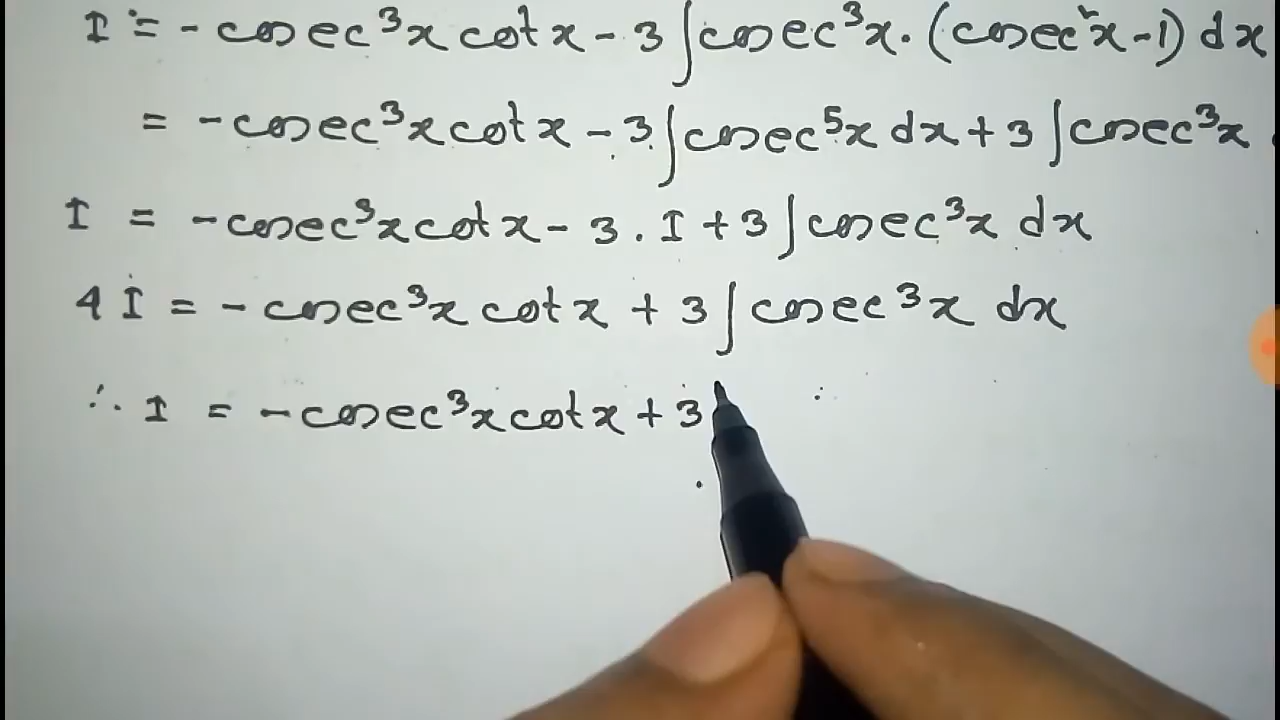 I = - cosec³x cot x - 3 ∫cosec³x. (cosec²x - 1) dx
= - cosec³x cot x - 3 ∫cosec⁵x dx + 3 ∫cosec³x
I = - cosec³x cot x - 3 . I + 3 ∫cosec³x dx
4 I = - cosec³x cot x + 3 ∫cosec³x dx
∴ I = - cosec³x cot x + 3